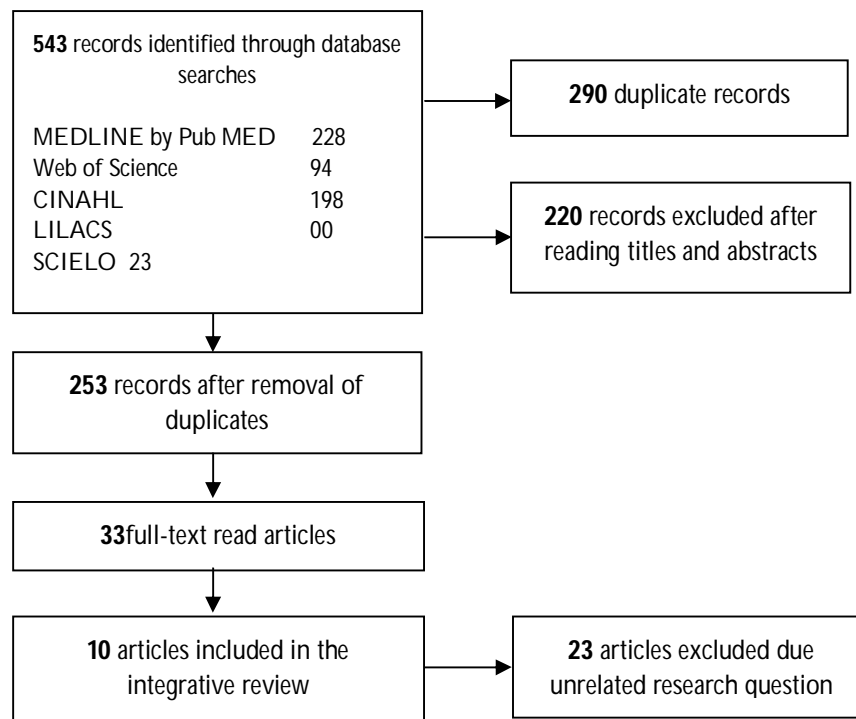 543 records identified through database
searches
MEDLINE by Pub MED 228
Web of Science 94
CINAHL 198
LILACS 00
SCIELO 23
290 duplicate records
220 records excluded after
reading titles and abstracts
253 records after removal of
duplicates
33full-text read articles
10 articles included in the
integrative review
23 articles excluded due
unrelated research question